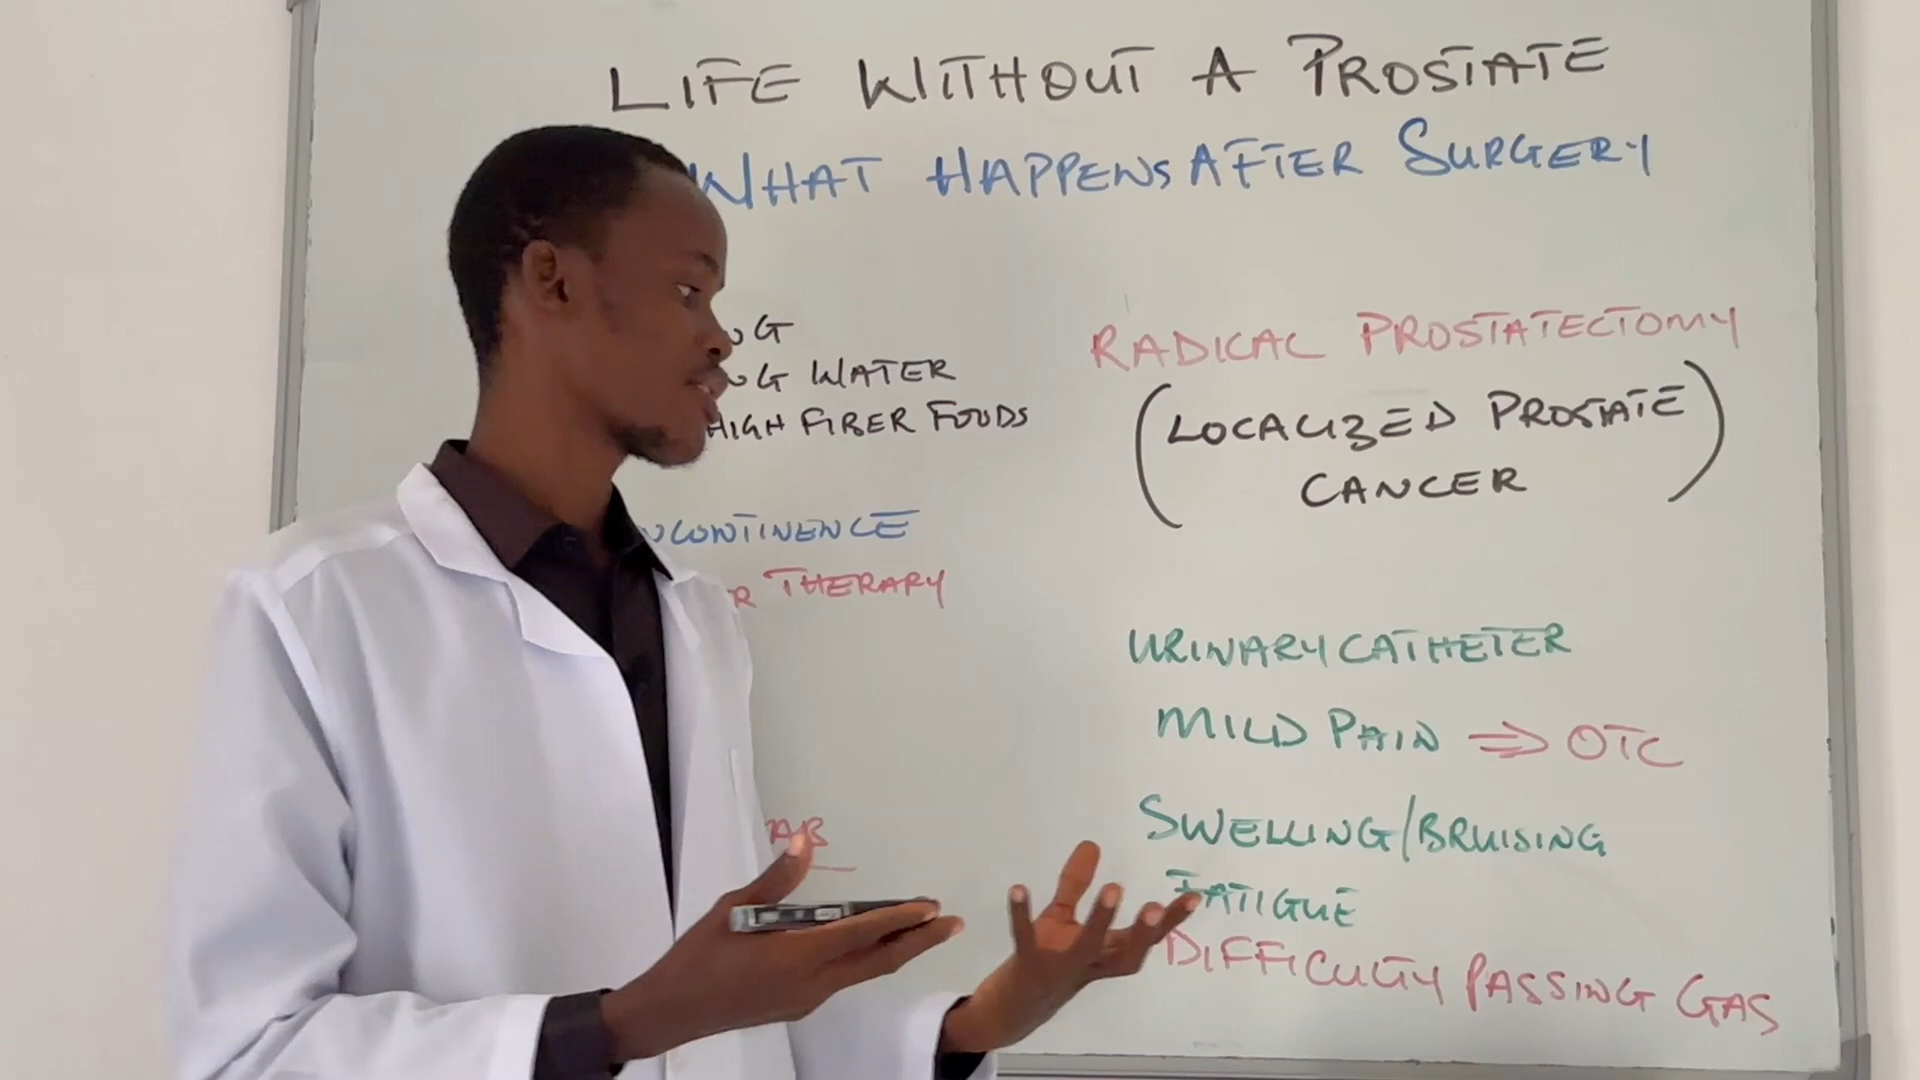 LIFE WITHOUT A PROSTATE
WHAT HAPPENS AFTER SURGERY
WATER
HIGH FIBER FOODS
THERAPY
RADICAL PROSTATECTOMY
(LOCALIZED PROSTATE
CANCER)
URINARY CATHETER
MILD PAIN ⇒ OTC
SWELLING/BRUISING
FATIGUE
DIFFICULTY PASSING GAS